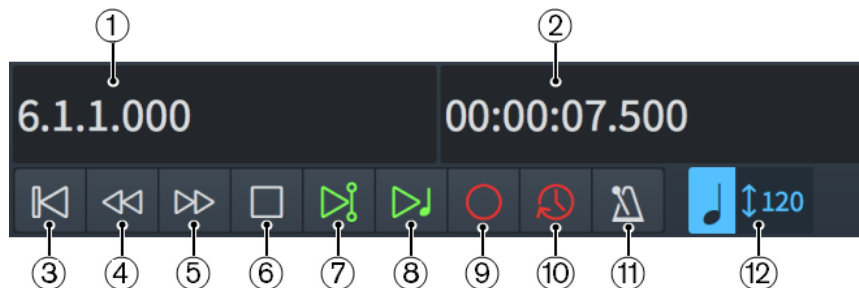 ① ②
6.1.1.000 00:00:07.500
120
③ ④ ⑤ ⑥ ⑦ ⑧ ⑨ ⑩ ⑪ ⑫